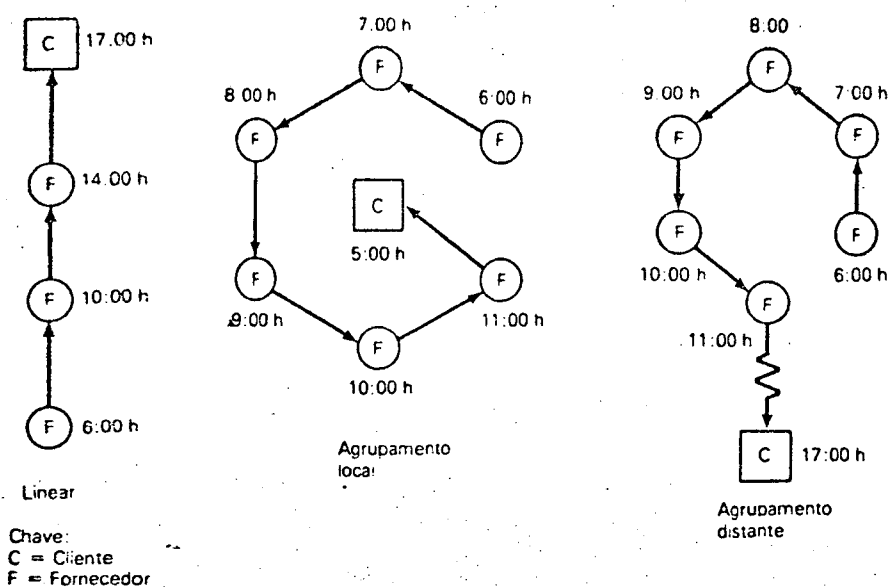 C 17.00 h
F 14.00 h
F 10:00 h
F 6:00 h
Linear
7.00 h
F
8 00 h
6:00 h
F
F
C
5:00 h
F
F
9:00 h
11:00 h
F
10:00 h
Agrupamento
local
8:00
F
9.00 h
7:00 h
F
F
F
F
10:00 h
6:00 h
F
11:00 h
C 17:00 h
Agrupamento
distante
Chave:
C = Cliente
F = Fornecedor